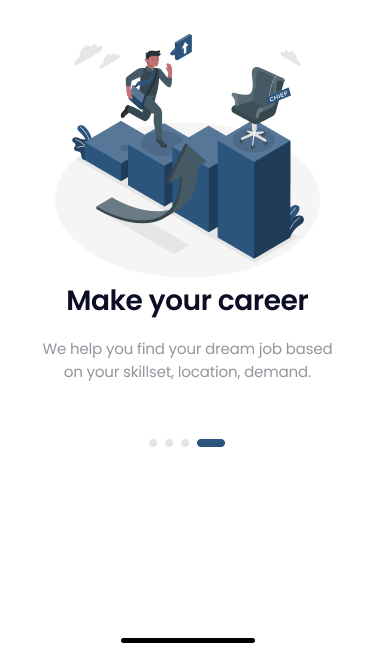 CHIEF
Make your career
We help you find your dream job based
on your skillset, location, demand.